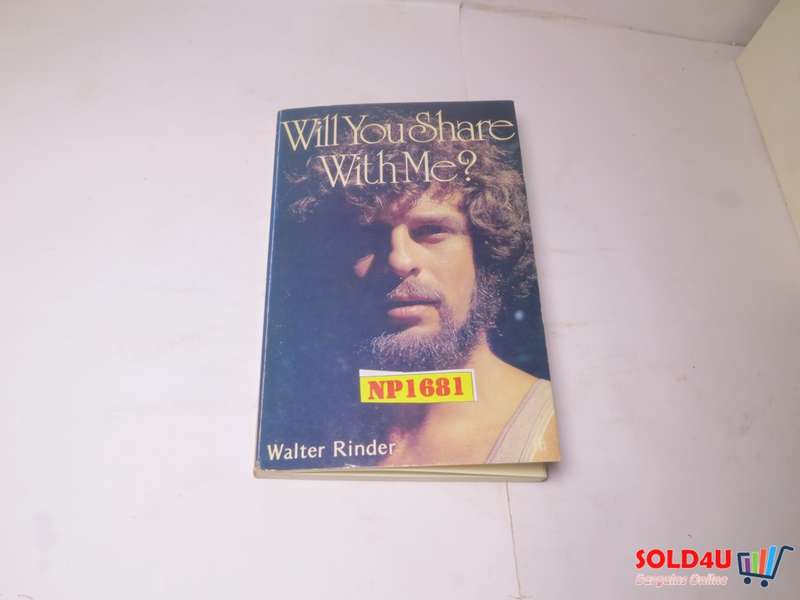 Will You Share
With Me?
NP1681
Walter Rinder
SOLD4U
Bargains Online